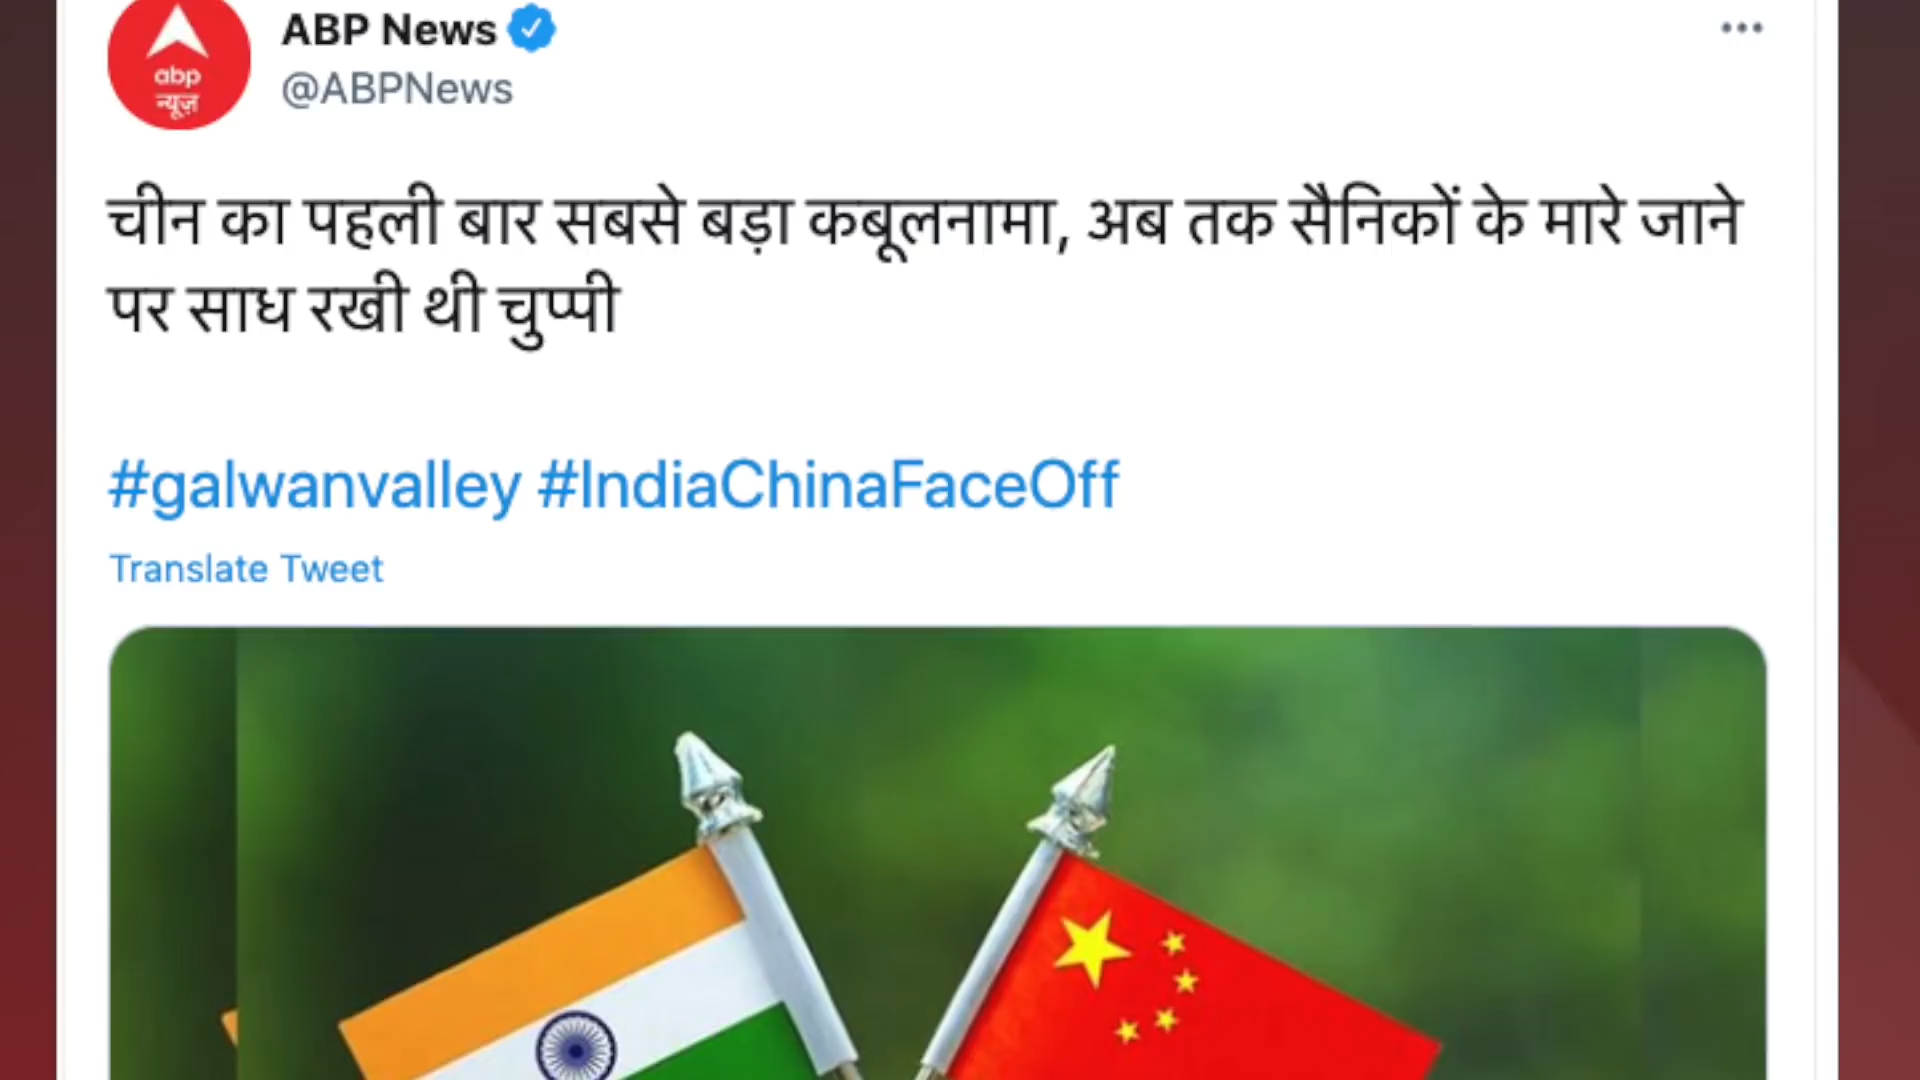 ABP News
@ABPNews
abp
न्यूज़
चीन का पहली बार सबसे बड़ा कबूलनामा, अब तक सैनिकों के मारे जाने
पर साध रखी थी चुप्पी
#galwanvalley #IndiaChinaFaceOff
Translate Tweet